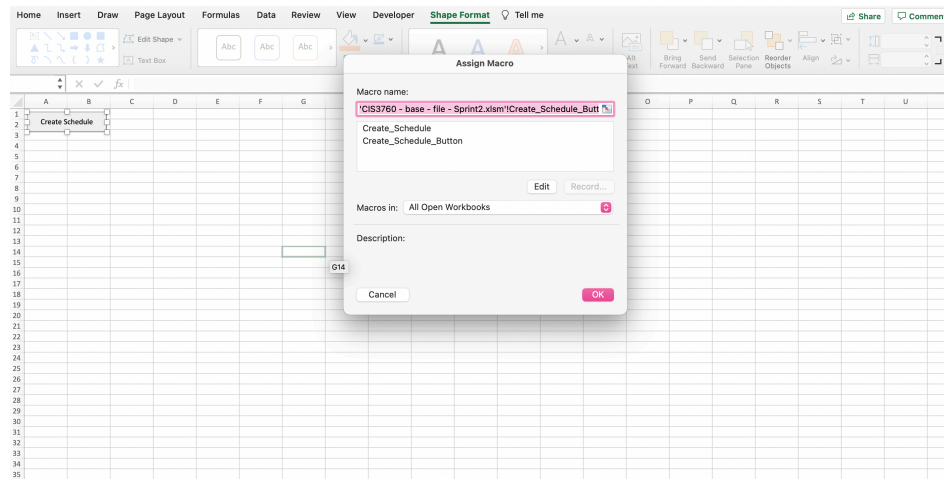 Home Insert Draw Page Layout Formulas Data Review View Developer Shape Format Tell me Share Commen
Edit Shape
Text Box
Abc Abc Abc
A A A A A
Alt
Text
Bring
Forward
Send
Backward
Selection
Pane
Reorder
Objects
Align
fx
A B C D E F G O P Q R S T U
1
2
3
4
5
6
7
8
9
10
11
12
13
14
15
16
17
18
19
20
21
22
23
24
25
26
27
28
29
30
31
32
33
34
35
Create Schedule
G14
Assign Macro
Macro name:
'CIS3760 - base - file - Sprint2.xlsm'!Create_Schedule_Butt
Create_Schedule
Create_Schedule_Button
Edit Record...
Macros in: All Open Workbooks
Description:
Cancel OK